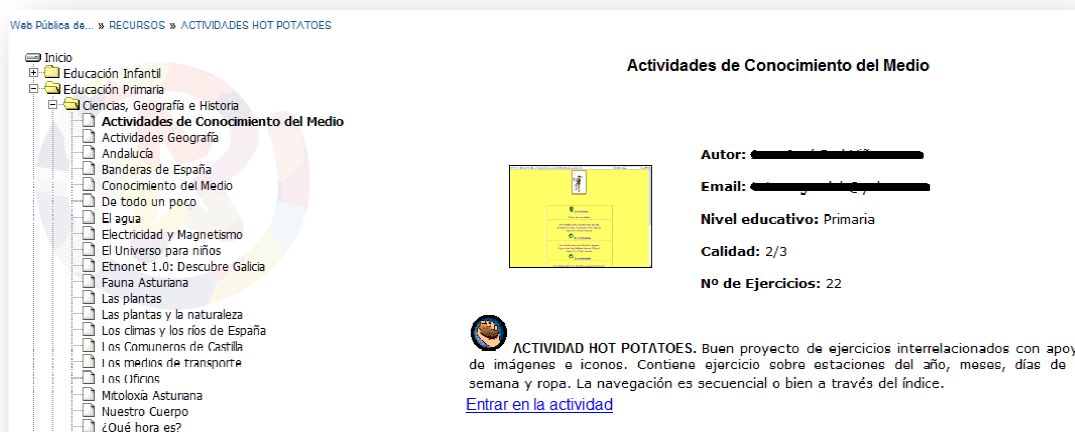 Web Pública de... » RECURSOS » ACTIVIDADES HOT POTATOES
Inicio
Educación Infantil
Educación Primaria
Ciencias, Geografía e Historia
Actividades de Conocimiento del Medio
Actividades Geografía
Andalucía
Banderas de España
Conocimiento del Medio
De todo un poco
El agua
Electricidad y Magnetismo
El Universo para niños
Etnonet 1.0: Descubre Galicia
Fauna Asturiana
Las plantas
Las plantas y la naturaleza
Los climas y los ríos de España
Los Comuneros de Castilla
Los medios de transporte
Los Oficios
Mitoloxía Asturiana
Nuestro Cuerpo
¿Qué hora es?
Actividades de Conocimiento del Medio
Autor:
Email:
Nivel educativo: Primaria
Calidad: 2/3
Nº de Ejercicios: 22
ACTIVIDAD HOT POTATOES. Buen proyecto de ejercicios interrelacionados con apoy
de imágenes e iconos. Contiene ejercicio sobre estaciones del año, meses, días de
semana y ropa. La navegación es secuencial o bien a través del índice.
Entrar en la actividad